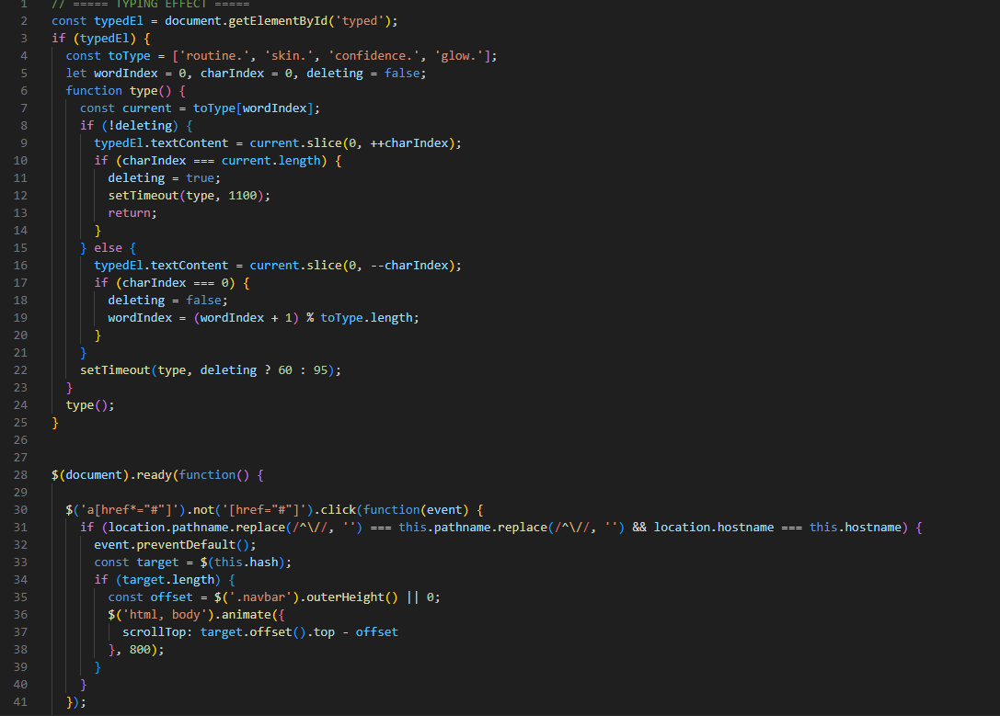 1 // ===== TYPING EFFECT =====
2 const typedEl = document.getElementById('typed');
3 if (typedEl) {
4   const toType = ['routine.', 'skin.', 'confidence.', 'glow.'];
5   let wordIndex = 0, charIndex = 0, deleting = false;
6   function type() {
7     const current = toType[wordIndex];
8     if (!deleting) {
9       typedEl.textContent = current.slice(0, ++charIndex);
10       if (charIndex === current.length) {
11         deleting = true;
12         setTimeout(type, 1100);
13         return;
14       }
15     } else {
16       typedEl.textContent = current.slice(0, --charIndex);
17       if (charIndex === 0) {
18         deleting = false;
19         wordIndex = (wordIndex + 1) % toType.length;
20       }
21     }
22     setTimeout(type, deleting ? 60 : 95);
23   }
24   type();
25 }
26
27
28 $(document).ready(function() {
29
30   $('a[href*="#"]').not('[href="#"]').click(function(event) {
31     if (location.pathname.replace(/^\//, '') === this.pathname.replace(/^\//, '') && location.hostname === this.hostname) {
32       event.preventDefault();
33       const target = $(this.hash);
34       if (target.length) {
35         const offset = $('.navbar').outerHeight() || 0;
36         $('html, body').animate({
37           scrollTop: target.offset().top - offset
38         }, 800);
39       }
40     }
41   });